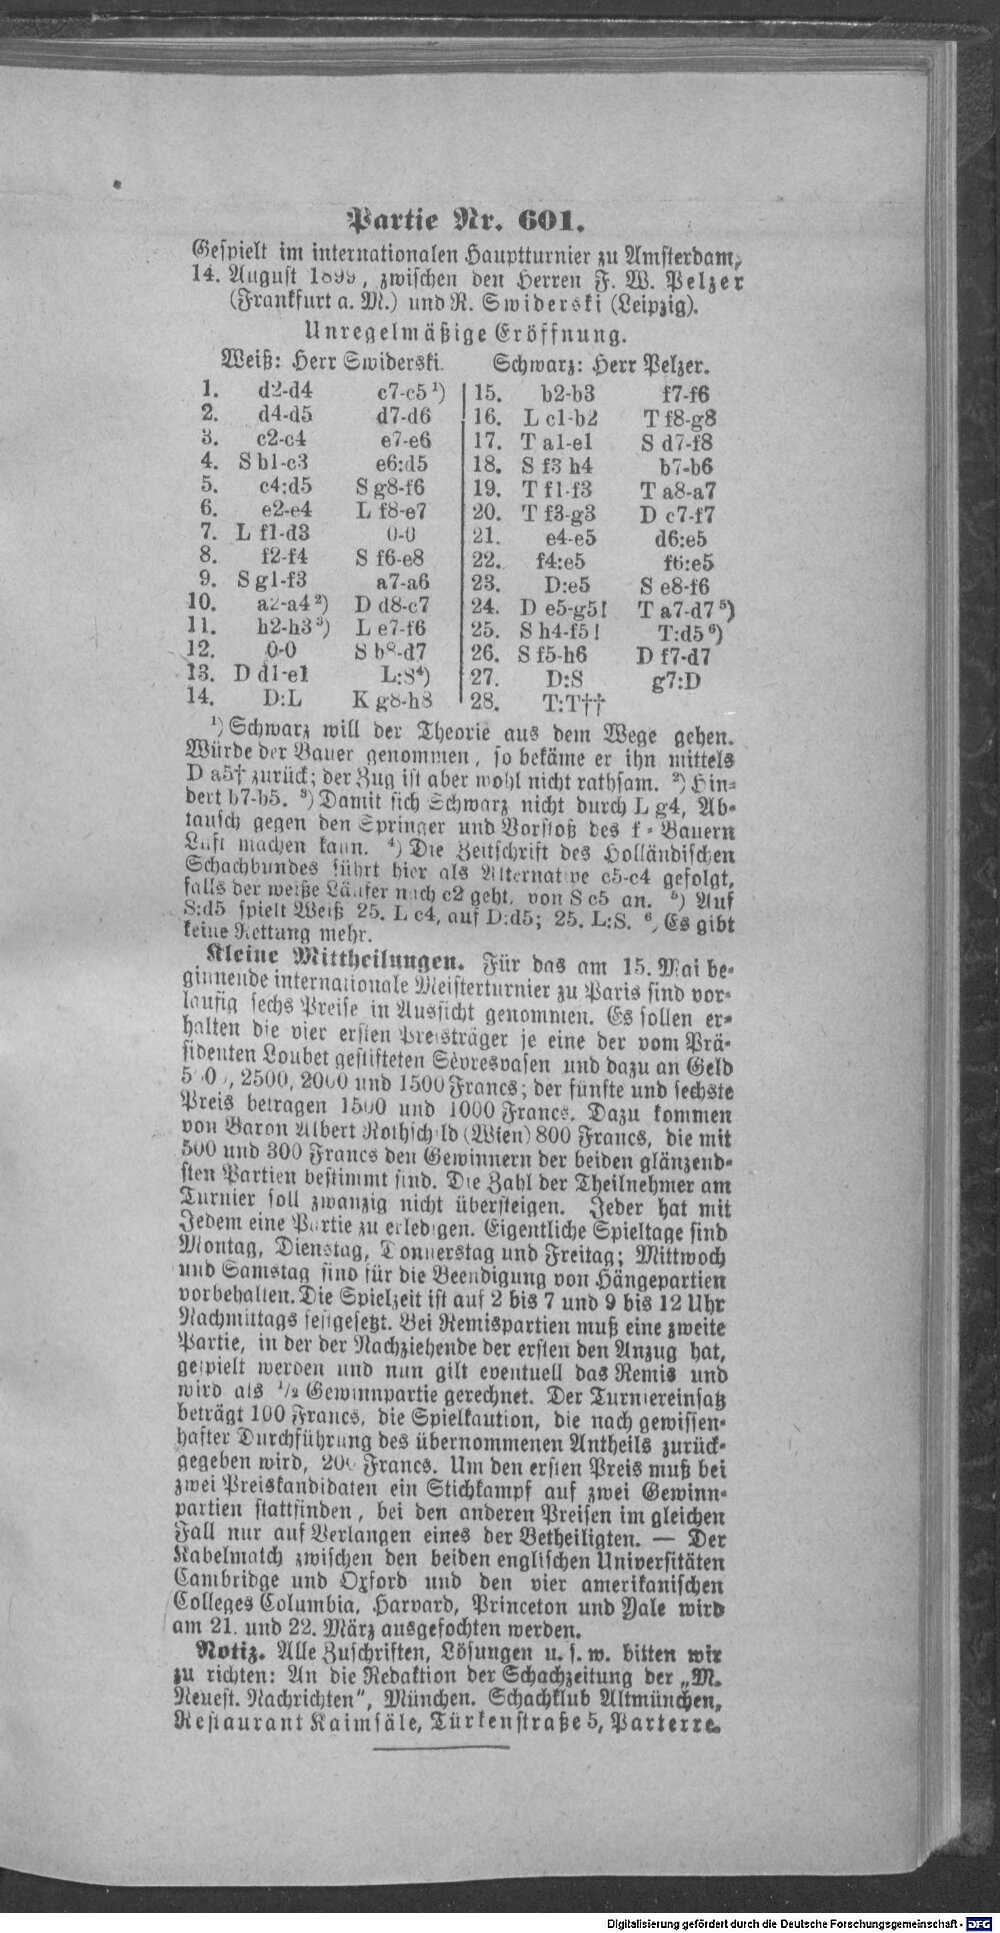 Partie Nr. 601.
Gespielt im internationalen Hauptturnier zu Amsterdam,
14. August 1899, zwischen den Herren F. W. Pelzer
(Frankfurt a. M.) und R. Swiderski (Leipzig).
Unregelmäßige Eröffnung.
Weiß: Herr Swiderski. Schwarz: Herr Pelzer.
1. d2-d4 c7-c5¹)
2. d4-d5 d7-d6
3. c2-c4 e7-e6
4. S b1-c3 e6:d5
5. c4:d5 S g8-f6
6. e2-e4 L f8-e7
7. L f1-d3 0-0
8. f2-f4 S f6-e8
9. S g1-f3 a7-a6
10. a2-a4²) D d8-c7
11. h2-h3³) L e7-f6
12. 0-0 S b8-d7
13. D d1-e1 L:S⁴)
14. D:L K g8-h8
15. b2-b3 f7-f6
16. L c1-b2 T f8-g8
17. T a1-e1 S d7-f8
18. S f3 h4 b7-b6
19. T f1-f3 T a8-a7
20. T f3-g3 D c7-f7
21. e4-e5 d6:e5
22. f4:e5 f6:e5
23. D:e5 S e8-f6
24. D e5-g5! T a7-d7⁵)
25. S h4-f5! T:d5⁶)
26. S f5-h6 D f7-d7
27. D:S g7:D
28. T:T††
¹) Schwarz will der Theorie aus dem Wege gehen.
Würde der Bauer genommen, so bekäme er ihn mittels
D a5† zurück; der Zug ist aber wohl nicht rathsam. ²) Hin-
dert b7-b5. ³) Damit sich Schwarz nicht durch L g4, Ab-
tausch gegen den Springer und Vorstoß des f-Bauern
Luft machen kann. ⁴) Die Zeitschrift des Holländischen
Schachbundes führt hier als Alternative c5-c4 gefolgt,
falls der weiße Läufer nach c2 geht, von S c5 an. ⁵) Auf
S:d5 spielt Weiß 25. L c4, auf D:d5; 25. L:S. ⁶) Es gibt
keine Rettung mehr.
Kleine Mittheilungen. Für das am 15. Mai be-
ginnende internationale Meisterturnier zu Paris sind vor-
läufig sechs Preise in Aussicht genommen. Es sollen er-
halten die vier ersten Preisträger je eine der vom Prä-
sidenten Loubet gestifteten Sèvresvasen und dazu an Geld
2500, 2000 und 1500 Francs; der fünfte und sechste
Preis betragen 1500 und 1000 Francs. Dazu kommen
von Baron Albert Rothschild (Wien) 800 Francs, die mit
500 und 300 Francs den Gewinnern der beiden glänzend-
sten Partien bestimmt sind. Die Zahl der Theilnehmer am
Turnier soll zwanzig nicht übersteigen. Jeder hat mit
Jedem eine Partie zu erledigen. Eigentliche Spieltage sind
Montag, Dienstag, Donnerstag und Freitag; Mittwoch
und Samstag sind für die Beendigung von Hängepartien
vorbehalten. Die Spielzeit ist auf 2 bis 7 und 9 bis 12 Uhr
Nachmittags festgesetzt. Bei Remispartien muß eine zweite
Partie, in der der Nachziehende der ersten den Anzug hat,
gespielt werden und nun gilt eventuell das Remis und
wird als ½ Gewinnpartie gerechnet. Der Turniereinsatz
beträgt 100 Francs, die Spielkaution, die nach gewissen-
hafter Durchführung des übernommenen Antheils zurück-
gegeben wird, 200 Francs. Um den ersten Preis muß bei
zwei Preiskandidaten ein Stichkampf auf zwei Gewinn-
partien stattfinden, bei den anderen Preisen im gleichen
Fall nur auf Verlangen eines der Betheiligten. — Der
Kabelmatch zwischen den beiden englischen Universitäten
Cambridge und Oxford und den vier amerikanischen
Colleges Columbia, Harvard, Princeton und Yale wird
am 21. und 22. März ausgefochten werden.
Notiz. Alle Zuschriften, Lösungen u. s. w. bitten wir
zu richten: An die Redaktion der Schachzeitung der „M.
Neuest. Nachrichten", München. Schachklub Altmünchen,
Restaurant Kaimsäle, Türkenstraße 5, Parterre.
Digitalisierung gefördert durch die Deutsche Forschungsgemeinschaft - DFG